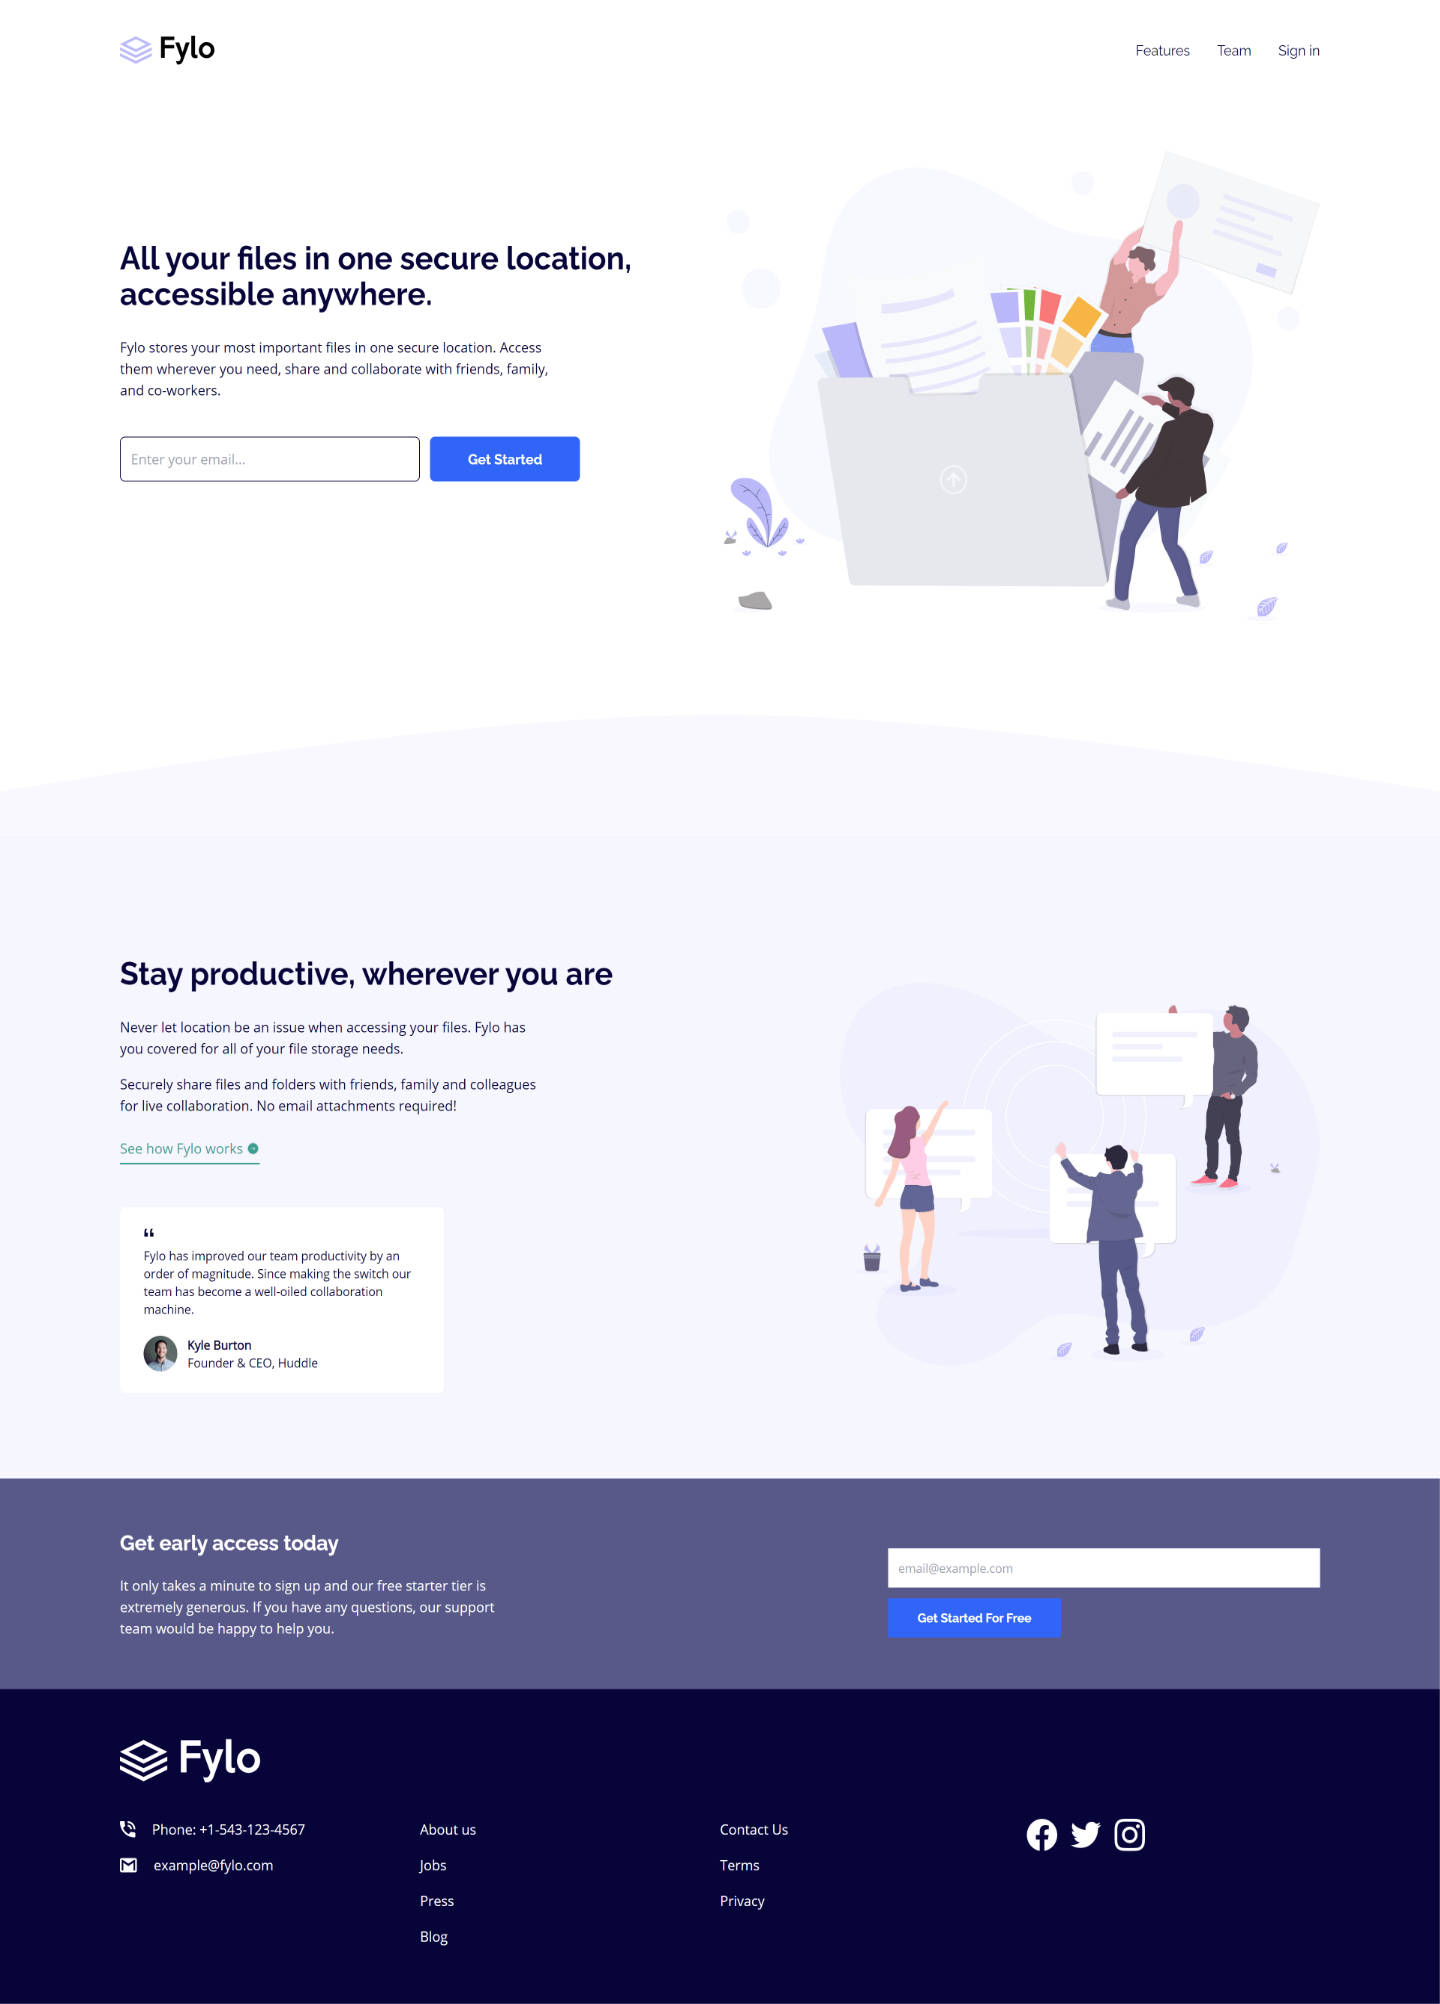 Fylo
Features
Team
Sign in
All your files in one secure location,
accessible anywhere.
Fylo stores your most important files in one secure location. Access
them wherever you need, share and collaborate with friends, family,
and co-workers.
Enter your email...
Get Started
Stay productive, wherever you are
Never let location be an issue when accessing your files. Fylo has
you covered for all of your file storage needs.
Securely share files and folders with friends, family and colleagues
for live collaboration. No email attachments required!
See how Fylo works
“
Fylo has improved our team productivity by an
order of magnitude. Since making the switch our
team has become a well-oiled collaboration
machine.
Kyle Burton
Founder & CEO, Huddle
Get early access today
It only takes a minute to sign up and our free starter tier is
extremely generous. If you have any questions, our support
team would be happy to help you.
email@example.com
Get Started For Free
Fylo
Phone: +1-543-123-4567
example@fylo.com
About us
Jobs
Press
Blog
Contact Us
Terms
Privacy